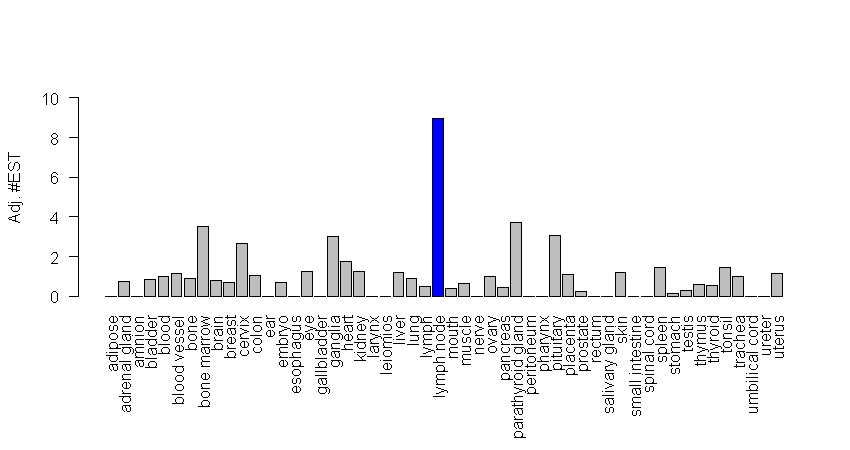 Adj. #EST
10
8
6
4
2
0
adipose
adrenal gland
amnion
bladder
blood
blood vessel
bone
bone marrow
brain
breast
cervix
colon
ear
embryo
esophagus
eye
gallbladder
ganglia
heart
kidney
larynx
leiomios
liver
lung
lymph
lymph node
mouth
muscle
nerve
ovary
pancreas
parathyroid gland
peritoneum
pharynx
pituitary
placenta
prostate
rectum
salivary gland
skin
small intestine
spinal cord
spleen
stomach
testis
thymus
thyroid
tonsil
trachea
umbilical cord
ureter
uterus